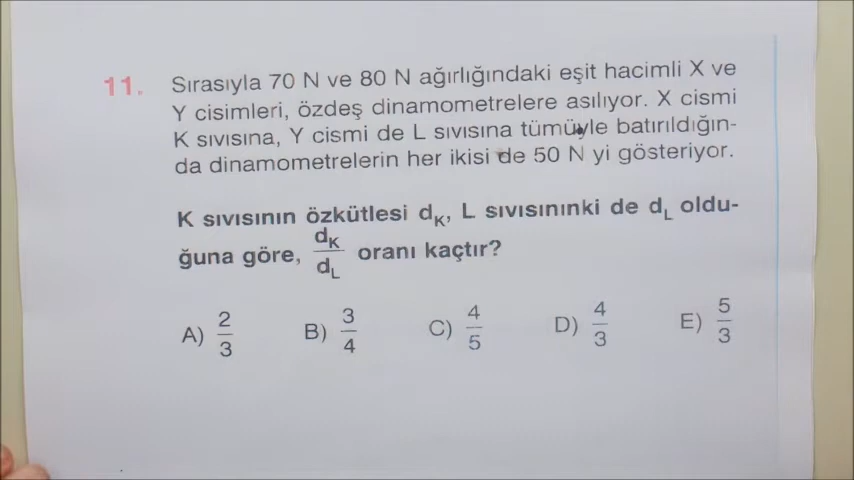 11. Sırasıyla 70 N ve 80 N ağırlığındaki eşit hacimli X ve
Y cisimleri, özdeş dinamometrelere asılıyor. X cismi
K sıvısına, Y cismi de L sıvısına tümüyle batırıldığın-
da dinamometrelerin her ikisi de 50 N yi gösteriyor.
K sıvısının özkütlesi dK, L sıvısınınki de dL oldu-
ğuna göre, dK/dL oranı kaçtır?
A) 2/3 B) 3/4 C) 4/5 D) 4/3 E) 5/3